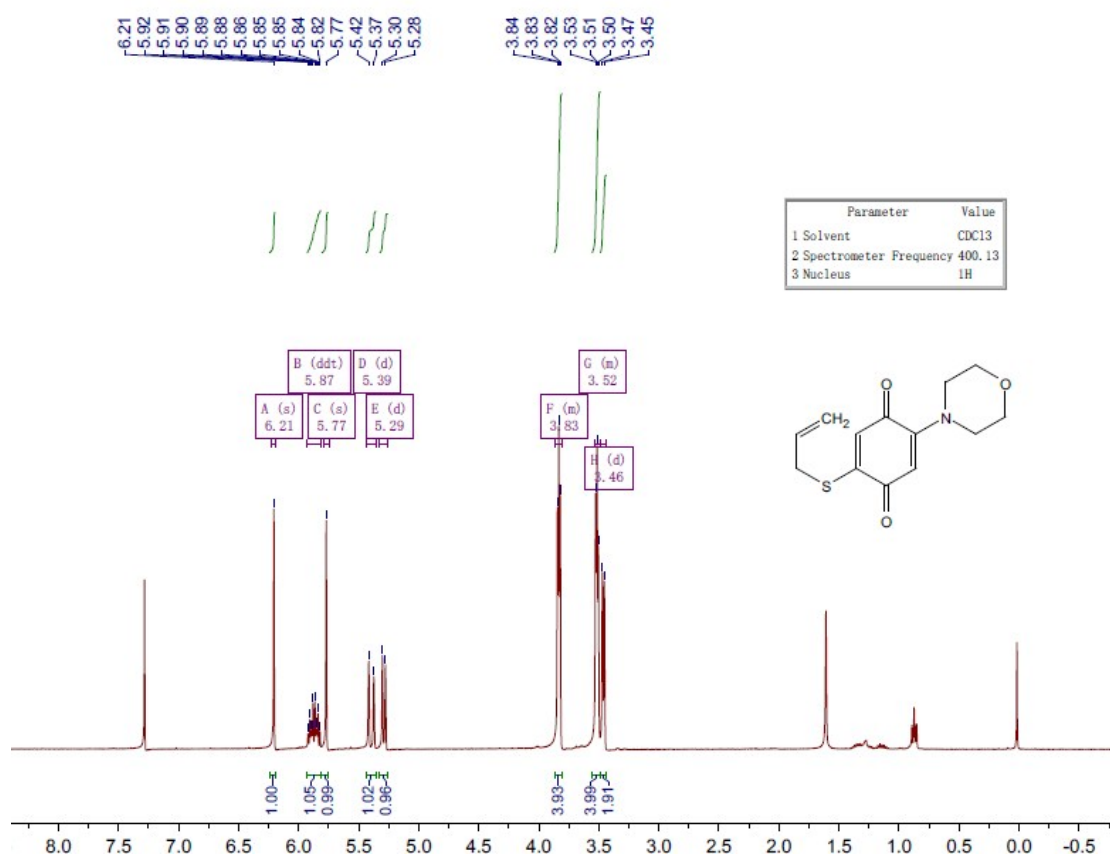 6.21
5.92
5.91
5.90
5.89
5.88
5.86
5.85
5.85
5.84
5.82
5.77
5.42
5.37
5.30
5.28
3.84
3.83
3.82
3.53
3.51
3.50
3.47
3.45
Parameter Value
1 Solvent CDCl3
2 Spectrometer Frequency 400.13
3 Nucleus 1H
B (ddt)
5.87
D (d)
5.39
G (m)
3.52
A (s)
6.21
C (s)
5.77
E (d)
5.29
F (m)
3.83
H (d)
3.46
O
O
CH2
N
S
O
1.00
1.05
0.99
1.02
0.96
3.93
3.99
1.91
8.0 7.5 7.0 6.5 6.0 5.5 5.0 4.5 4.0 3.5 3.0 2.5 2.0 1.5 1.0 0.5 0.0 -0.5